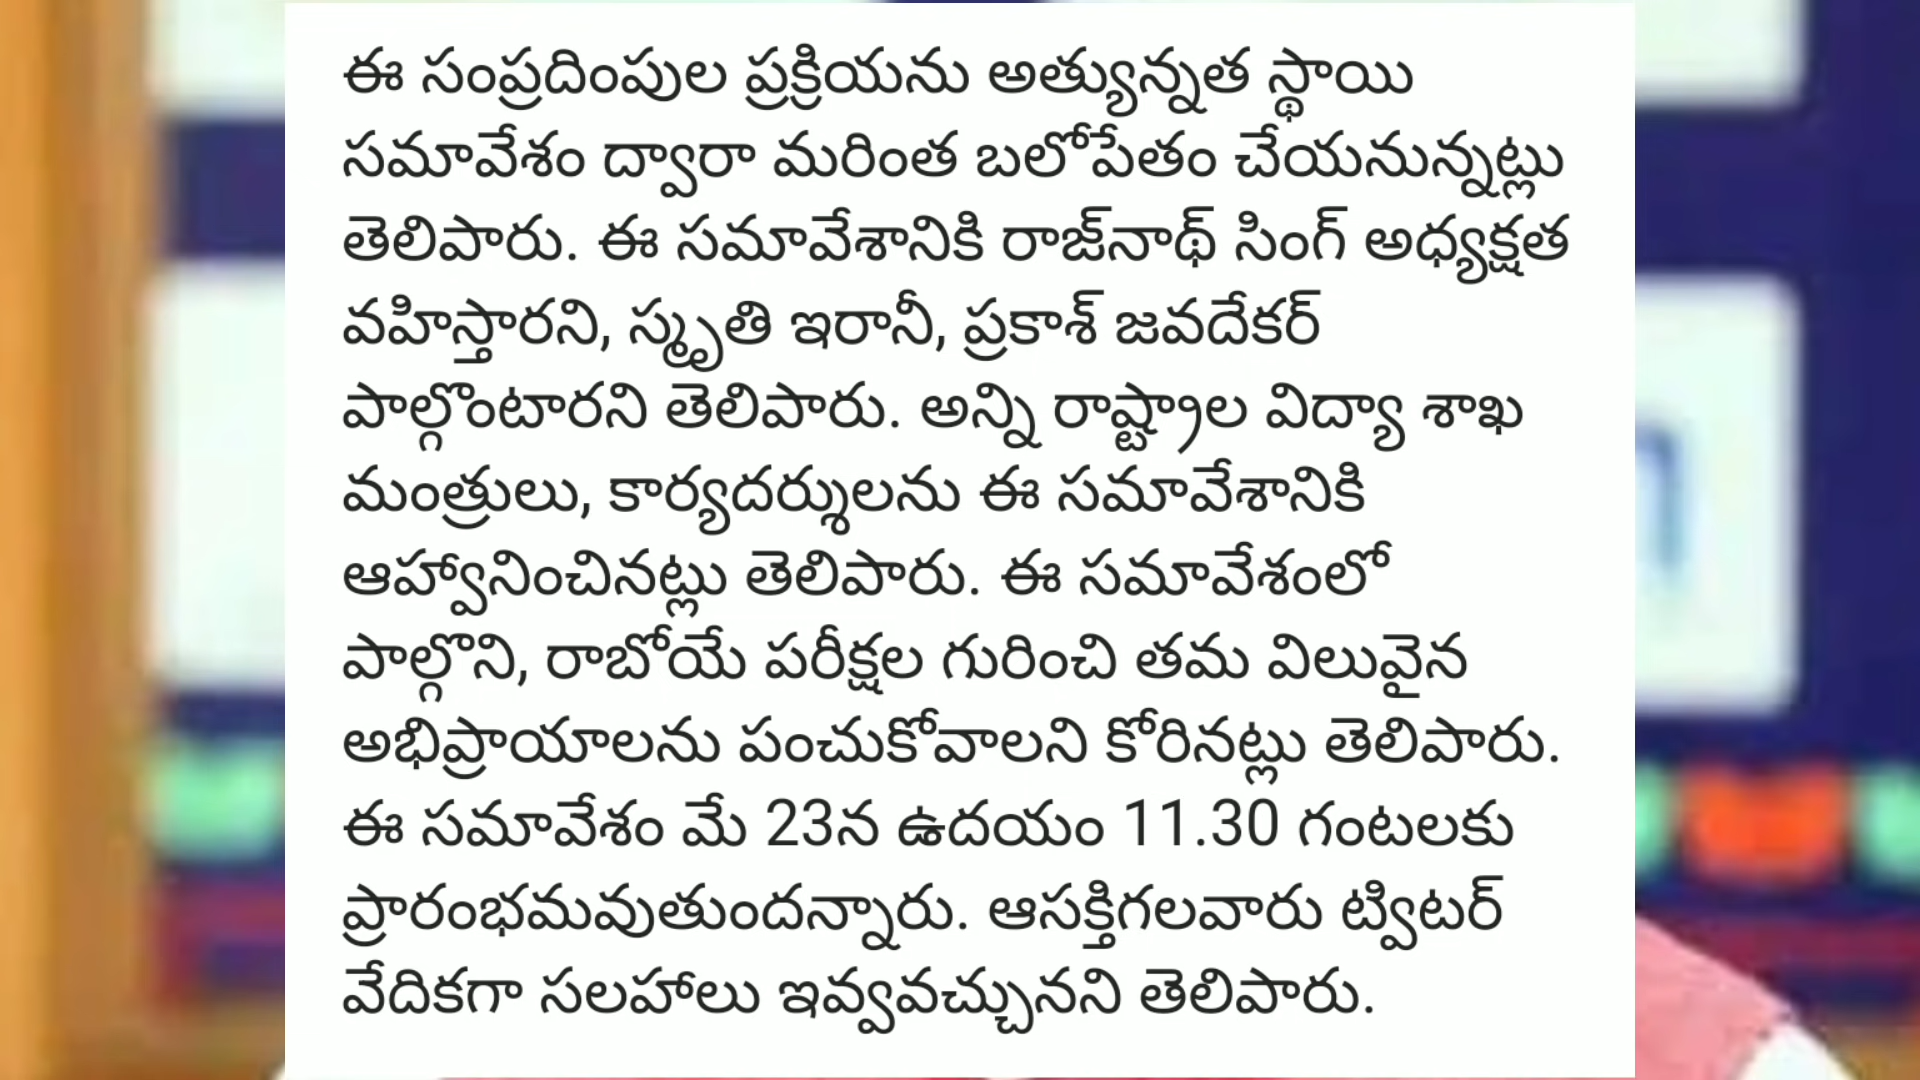 ఈ సంప్రదింపుల ప్రక్రియను అత్యున్నత స్థాయి
సమావేశం ద్వారా మరింత బలోపేతం చేయనున్నట్లు
తెలిపారు. ఈ సమావేశానికి రాజ్‌నాథ్ సింగ్ అధ్యక్షత
వహిస్తారని, స్మృతి ఇరానీ, ప్రకాశ్ జవదేకర్
పాల్గొంటారని తెలిపారు. అన్ని రాష్ట్రాల విద్యా శాఖ
మంత్రులు, కార్యదర్శులను ఈ సమావేశానికి
ఆహ్వానించినట్లు తెలిపారు. ఈ సమావేశంలో
పాల్గొని, రాబోయే పరీక్షల గురించి తమ విలువైన
అభిప్రాయాలను పంచుకోవాలని కోరినట్లు తెలిపారు.
ఈ సమావేశం మే 23న ఉదయం 11.30 గంటలకు
ప్రారంభమవుతుందన్నారు. ఆసక్తిగలవారు ట్విటర్
వేదికగా సలహాలు ఇవ్వవచ్చునని తెలిపారు.